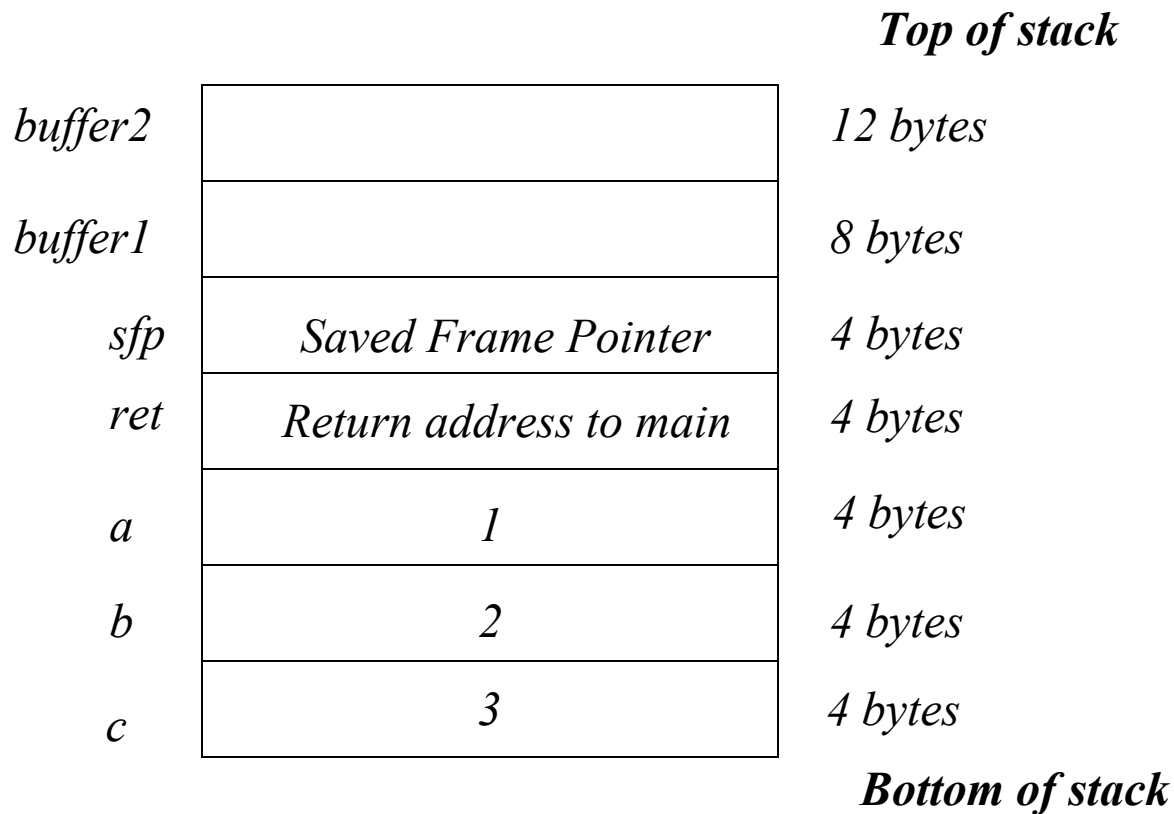 Top of stack
buffer2 12 bytes
buffer1 8 bytes
sfp Saved Frame Pointer 4 bytes
ret Return address to main 4 bytes
a 1 4 bytes
b 2 4 bytes
c 3 4 bytes
Bottom of stack